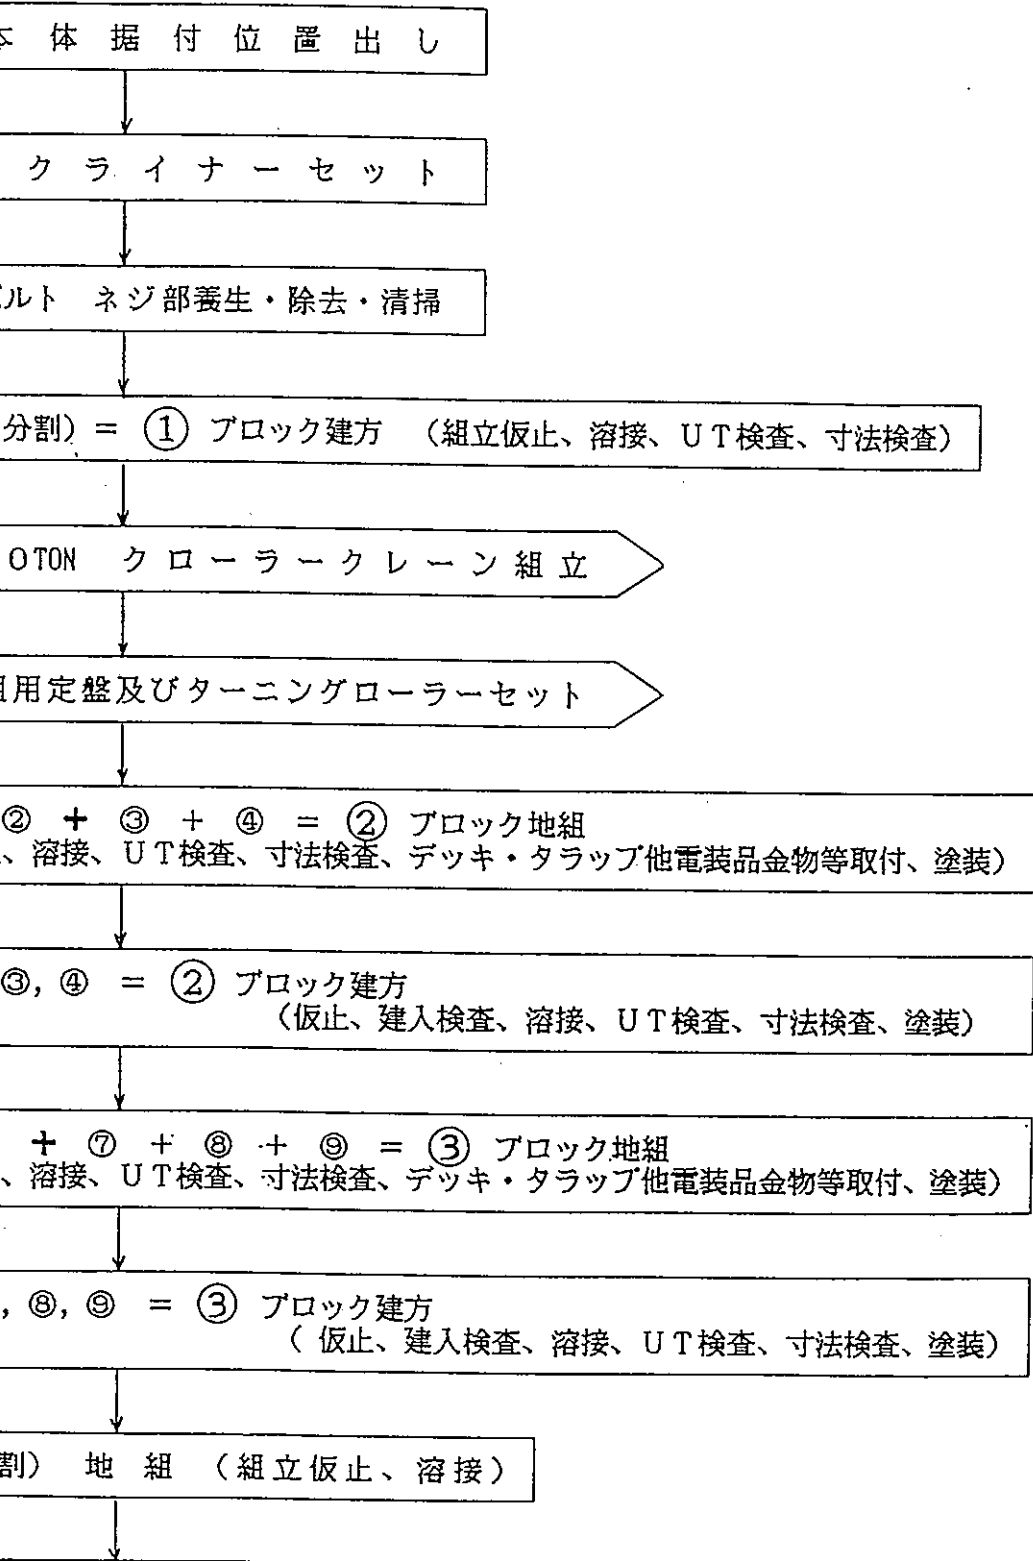 体据付位置出し
クライナーセット
ルト ネジ部養生・除去・清掃
分割) = ① ブロック建方 (組立仮止、溶接、UT検査、寸法検査)
0TON クローラークレーン組立
用定盤及びターニングローラーセット
② + ③ + ④ = ② ブロック地組
、溶接、UT検査、寸法検査、デッキ・タラップ他電装品金物等取付、塗装)
③, ④ = ② ブロック建方
(仮止、建入検査、溶接、UT検査、寸法検査、塗装)
+ ⑦ + ⑧ + ⑨ = ③ ブロック地組
、溶接、UT検査、寸法検査、デッキ・タラップ他電装品金物等取付、塗装)
, ⑧, ⑨ = ③ ブロック建方
( 仮止、建入検査、溶接、UT検査、寸法検査、塗装)
割) 地組 (組立仮止、溶接)